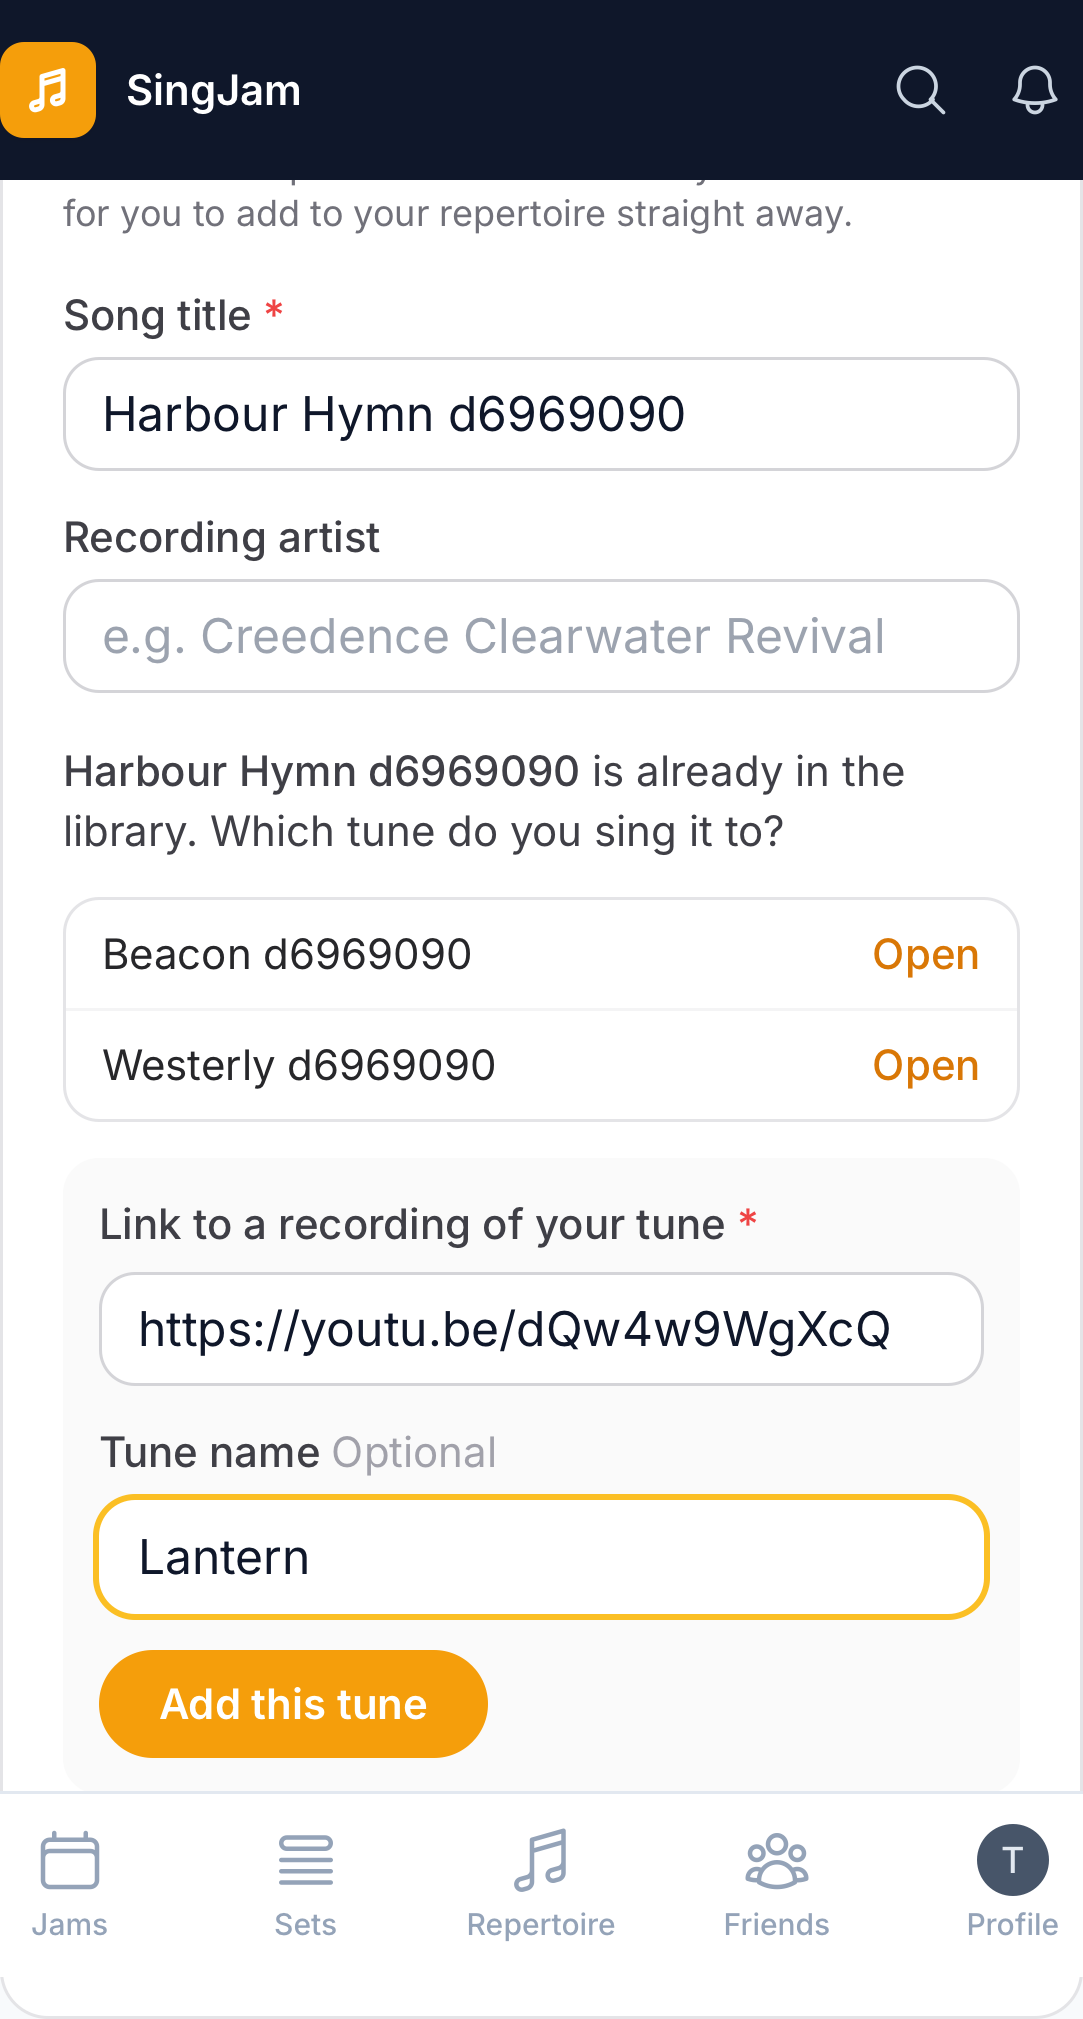 SingJam
for you to add to your repertoire straight away.
Song title *
Harbour Hymn d6969090
Recording artist
e.g. Creedence Clearwater Revival
Harbour Hymn d6969090 is already in the
library. Which tune do you sing it to?
Beacon d6969090 Open
Westerly d6969090 Open
Link to a recording of your tune *
https://youtu.be/dQw4w9WgXcQ
Tune name Optional
Lantern
Add this tune
Jams Sets Repertoire Friends T Profile